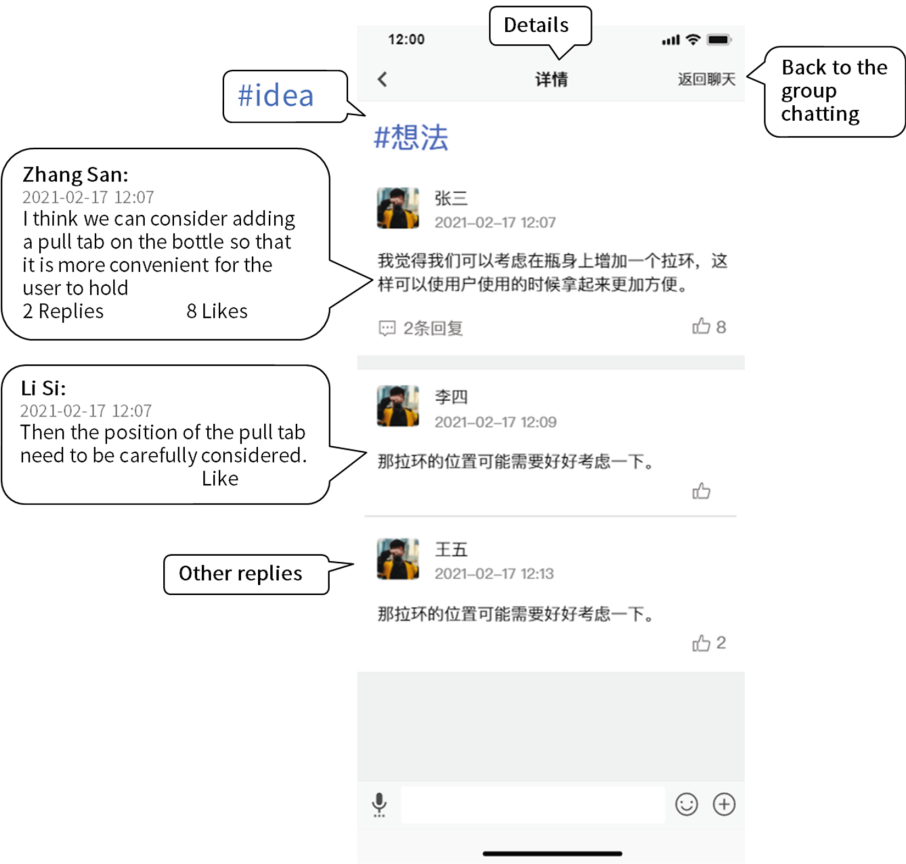 Details
12:00
详情
返回聊天
Back to the
group
chatting
#idea
#想法
Zhang San:
2021-02-17 12:07
I think we can consider adding
a pull tab on the bottle so that
it is more convenient for the
user to hold
2 Replies 8 Likes
张三
2021–02–17 12:07
我觉得我们可以考虑在瓶身上增加一个拉环，这
样可以使用户使用的时候拿起来更加方便。
2条回复 8
Li Si:
2021-02-17 12:07
Then the position of the pull tab
need to be carefully considered.
Like
李四
2021–02–17 12:09
那拉环的位置可能需要好好考虑一下。
Other replies
王五
2021–02–17 12:13
那拉环的位置可能需要好好考虑一下。
2